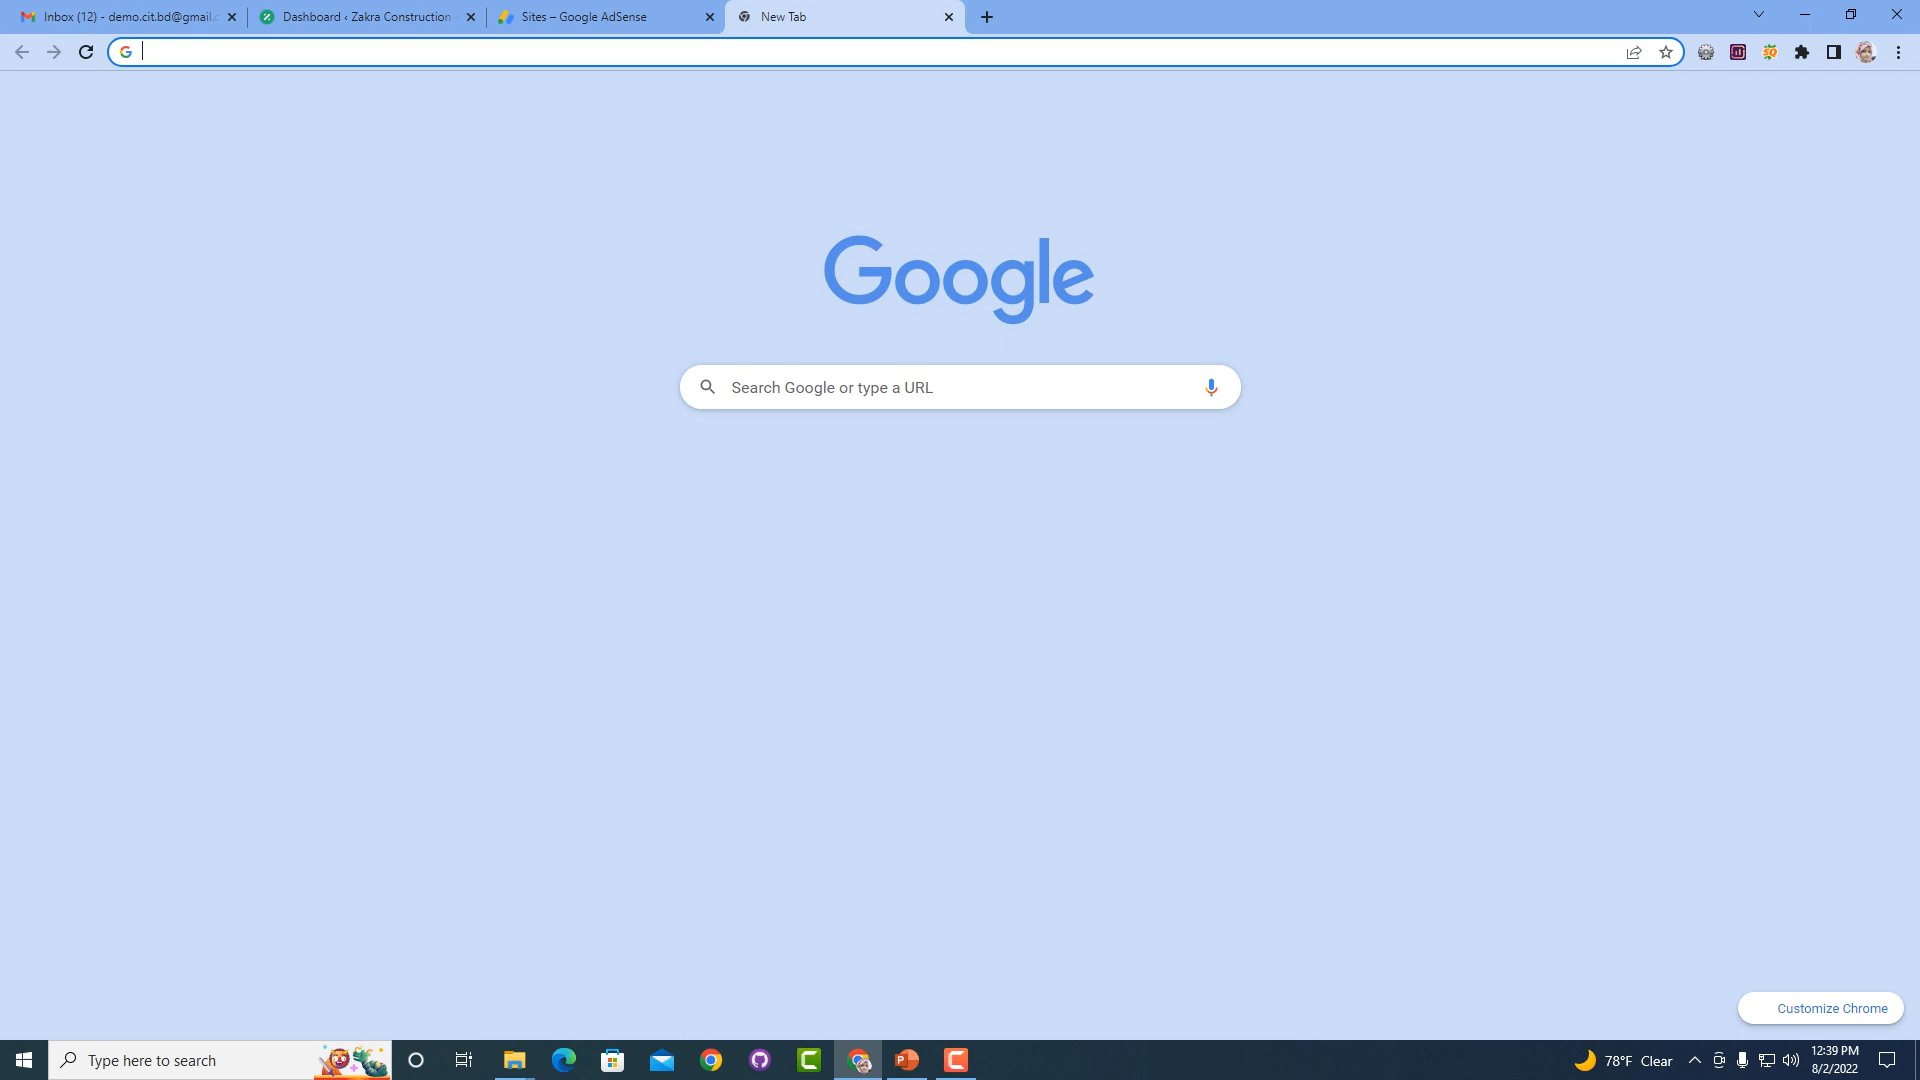 Inbox (12) - demo.cit.bd@gmail.c
Dashboard ‹ Zakra Construction
Sites – Google AdSense
New Tab
Google
Search Google or type a URL
Customize Chrome
Type here to search
78°F Clear
12:39 PM
8/2/2022